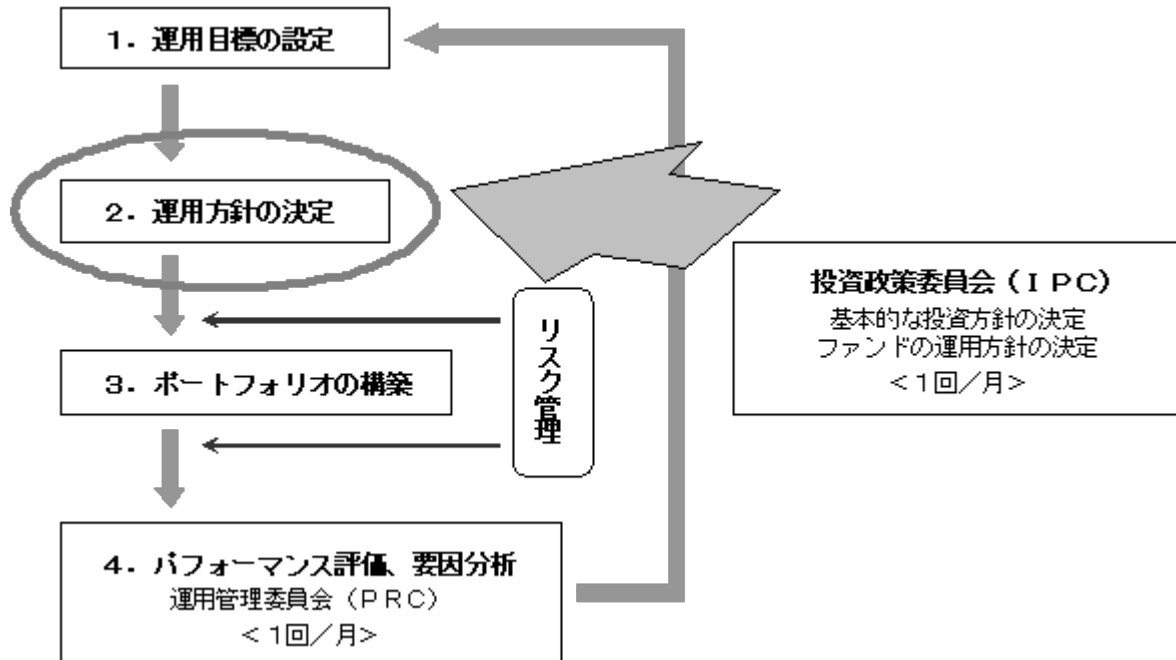 １．運用目標の設定
２．運用方針の決定
投資政策委員会（ＩＰＣ）
基本的な投資方針の決定
ファンドの運用方針の決定
＜１回／月＞
リスク管理
３．ポートフォリオの構築
４．パフォーマンス評価、要因分析
運用管理委員会（ＰＲＣ）
＜１回／月＞